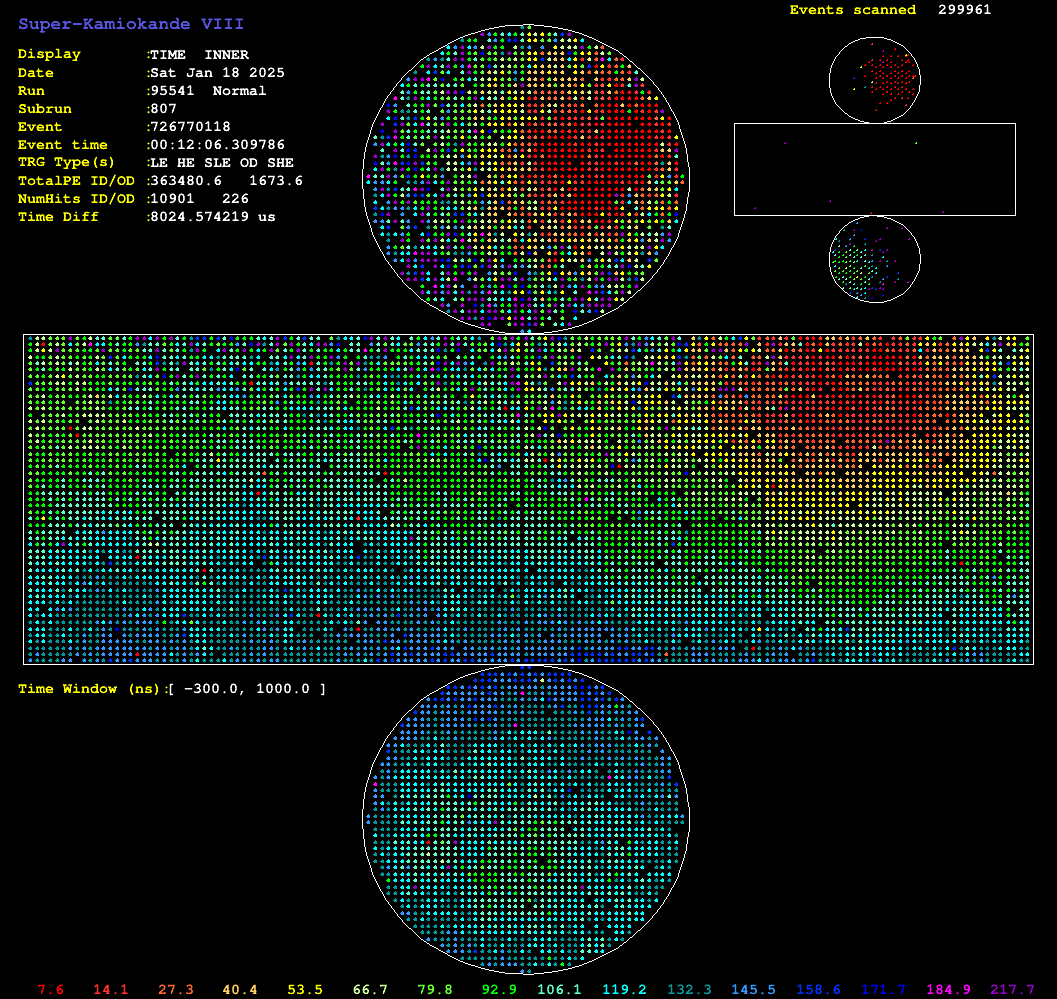 Super-Kamiokande VIII
Events scanned 299961
Display :TIME INNER
Date :Sat Jan 18 2025
Run :95541 Normal
Subrun :807
Event :726770118
Event time :00:12:06.309786
TRG Type(s) :LE HE SLE OD SHE
TotalPE ID/OD :363480.6 1673.6
NumHits ID/OD :10901 226
Time Diff :8024.574219 us
Time Window (ns):[ -300.0, 1000.0 ]
7.6 14.1 27.3 40.4 53.5 66.7 79.8 92.9 106.1 119.2 132.3 145.5 158.6 171.7 184.9 217.7